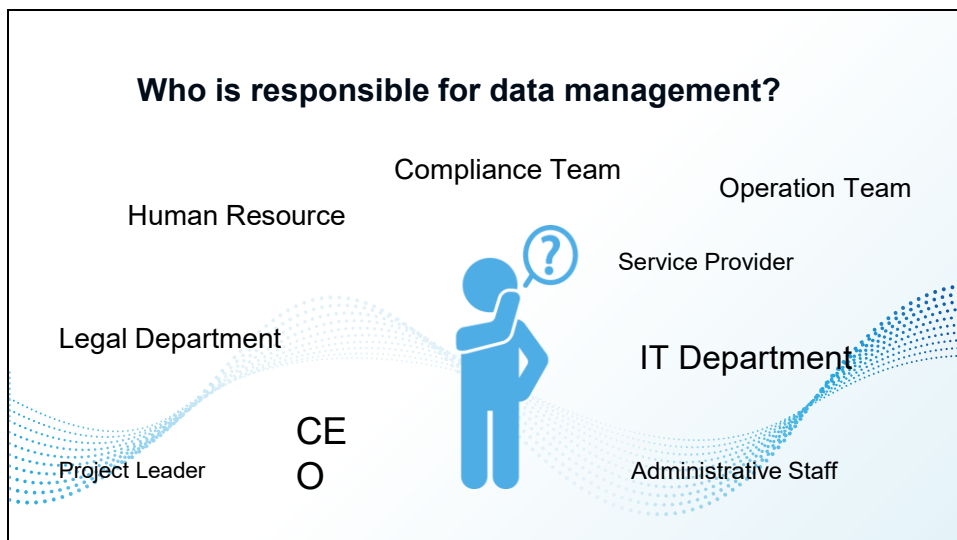 Who is responsible for data management?
Compliance Team
Operation Team
Human Resource
?
Service Provider
Legal Department
IT Department
CE
O
Project Leader
Administrative Staff